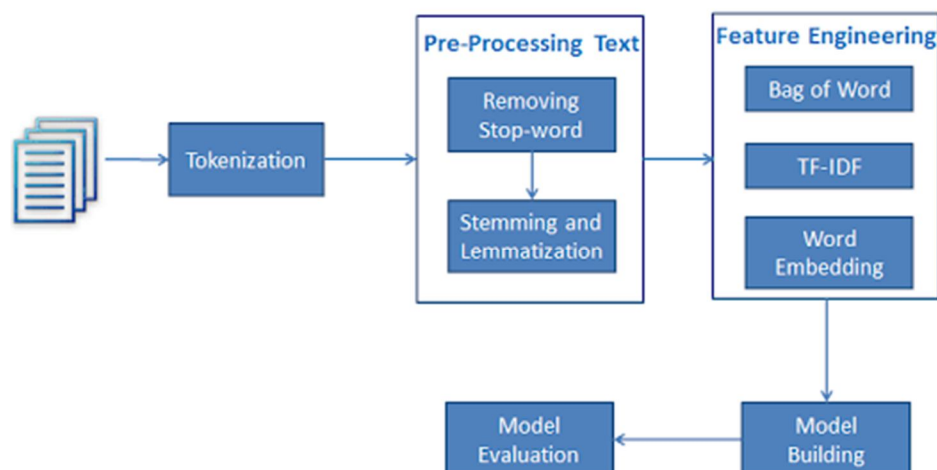 Pre-Processing Text
Feature Engineering
Removing
Stop-word
Bag of Word
Tokenization
TF-IDF
Stemming and
Lemmatization
Word
Embedding
Model
Evaluation
Model
Building